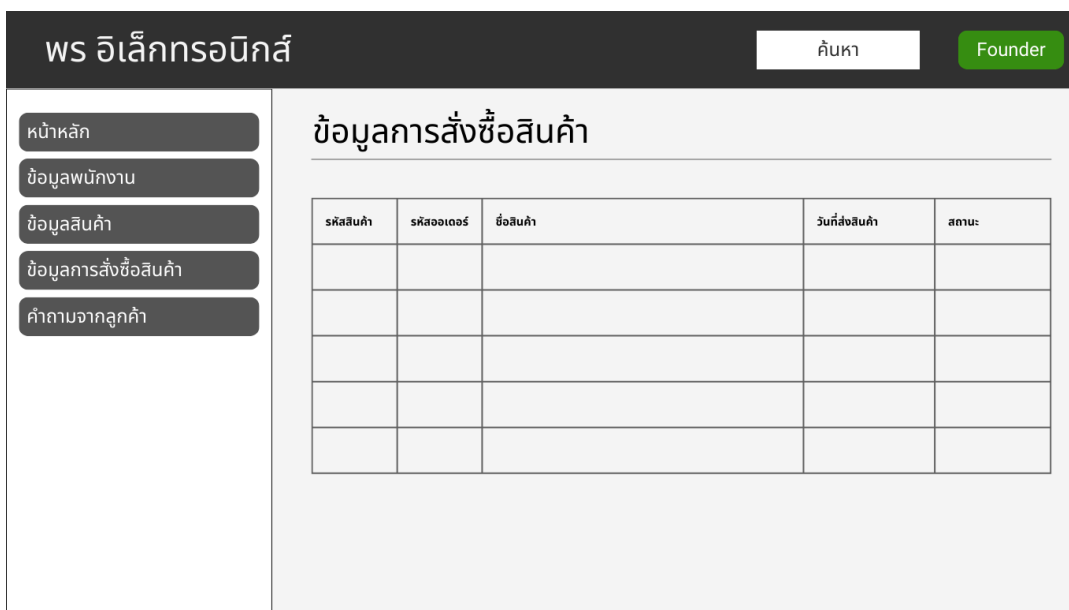 พร อิเล็กทรอนิกส์
ค้นหา
Founder
หน้าหลัก
ข้อมูลพนักงาน
ข้อมูลสินค้า
ข้อมูลการสั่งซื้อสินค้า
คำถามจากลูกค้า
ข้อมูลการสั่งซื้อสินค้า
รหัสสินค้า รหัสออเดอร์ ชื่อสินค้า วันที่ส่งสินค้า สถานะ